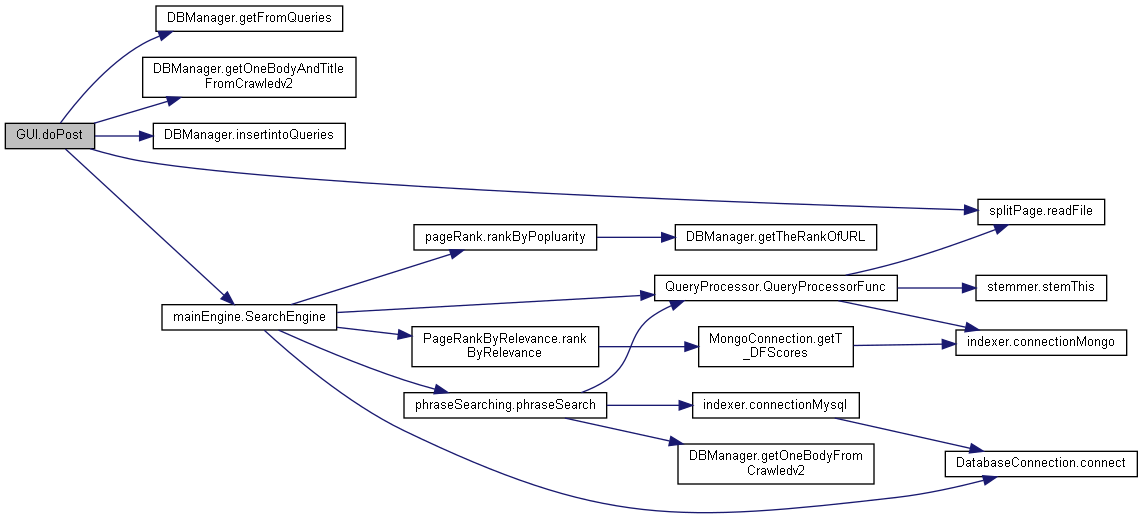 DBManager.getFromQueries
DBManager.getOneBodyAndTitle
FromCrawledv2
GUI.doPost
DBManager.insertintoQueries
splitPage.readFile
pageRank.rankByPopluarity
DBManager.getTheRankOfURL
QueryProcessor.QueryProcessorFunc
stemmer.stemThis
mainEngine.SearchEngine
PageRankByRelevance.rank
ByRelevance
MongoConnection.getT
_DFScores
indexer.connectionMongo
phraseSearching.phraseSearch
indexer.connectionMysql
DBManager.getOneBodyFrom
Crawledv2
DatabaseConnection.connect